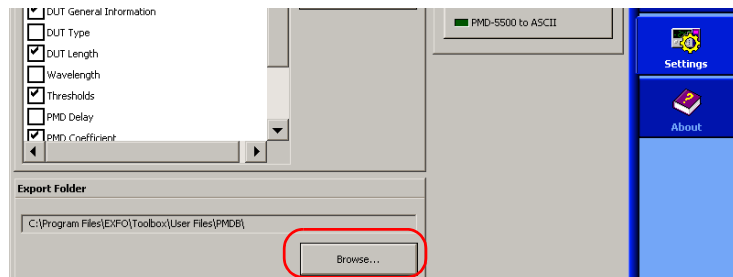 DUT General Information
DUT Type
DUT Length
Wavelength
Thresholds
PMD Delay
PMD Coefficient
PMD-5500 to ASCII
Settings
About
Export Folder
C:\Program Files\EXFO\Toolbox\User Files\PMDB\
Browse...